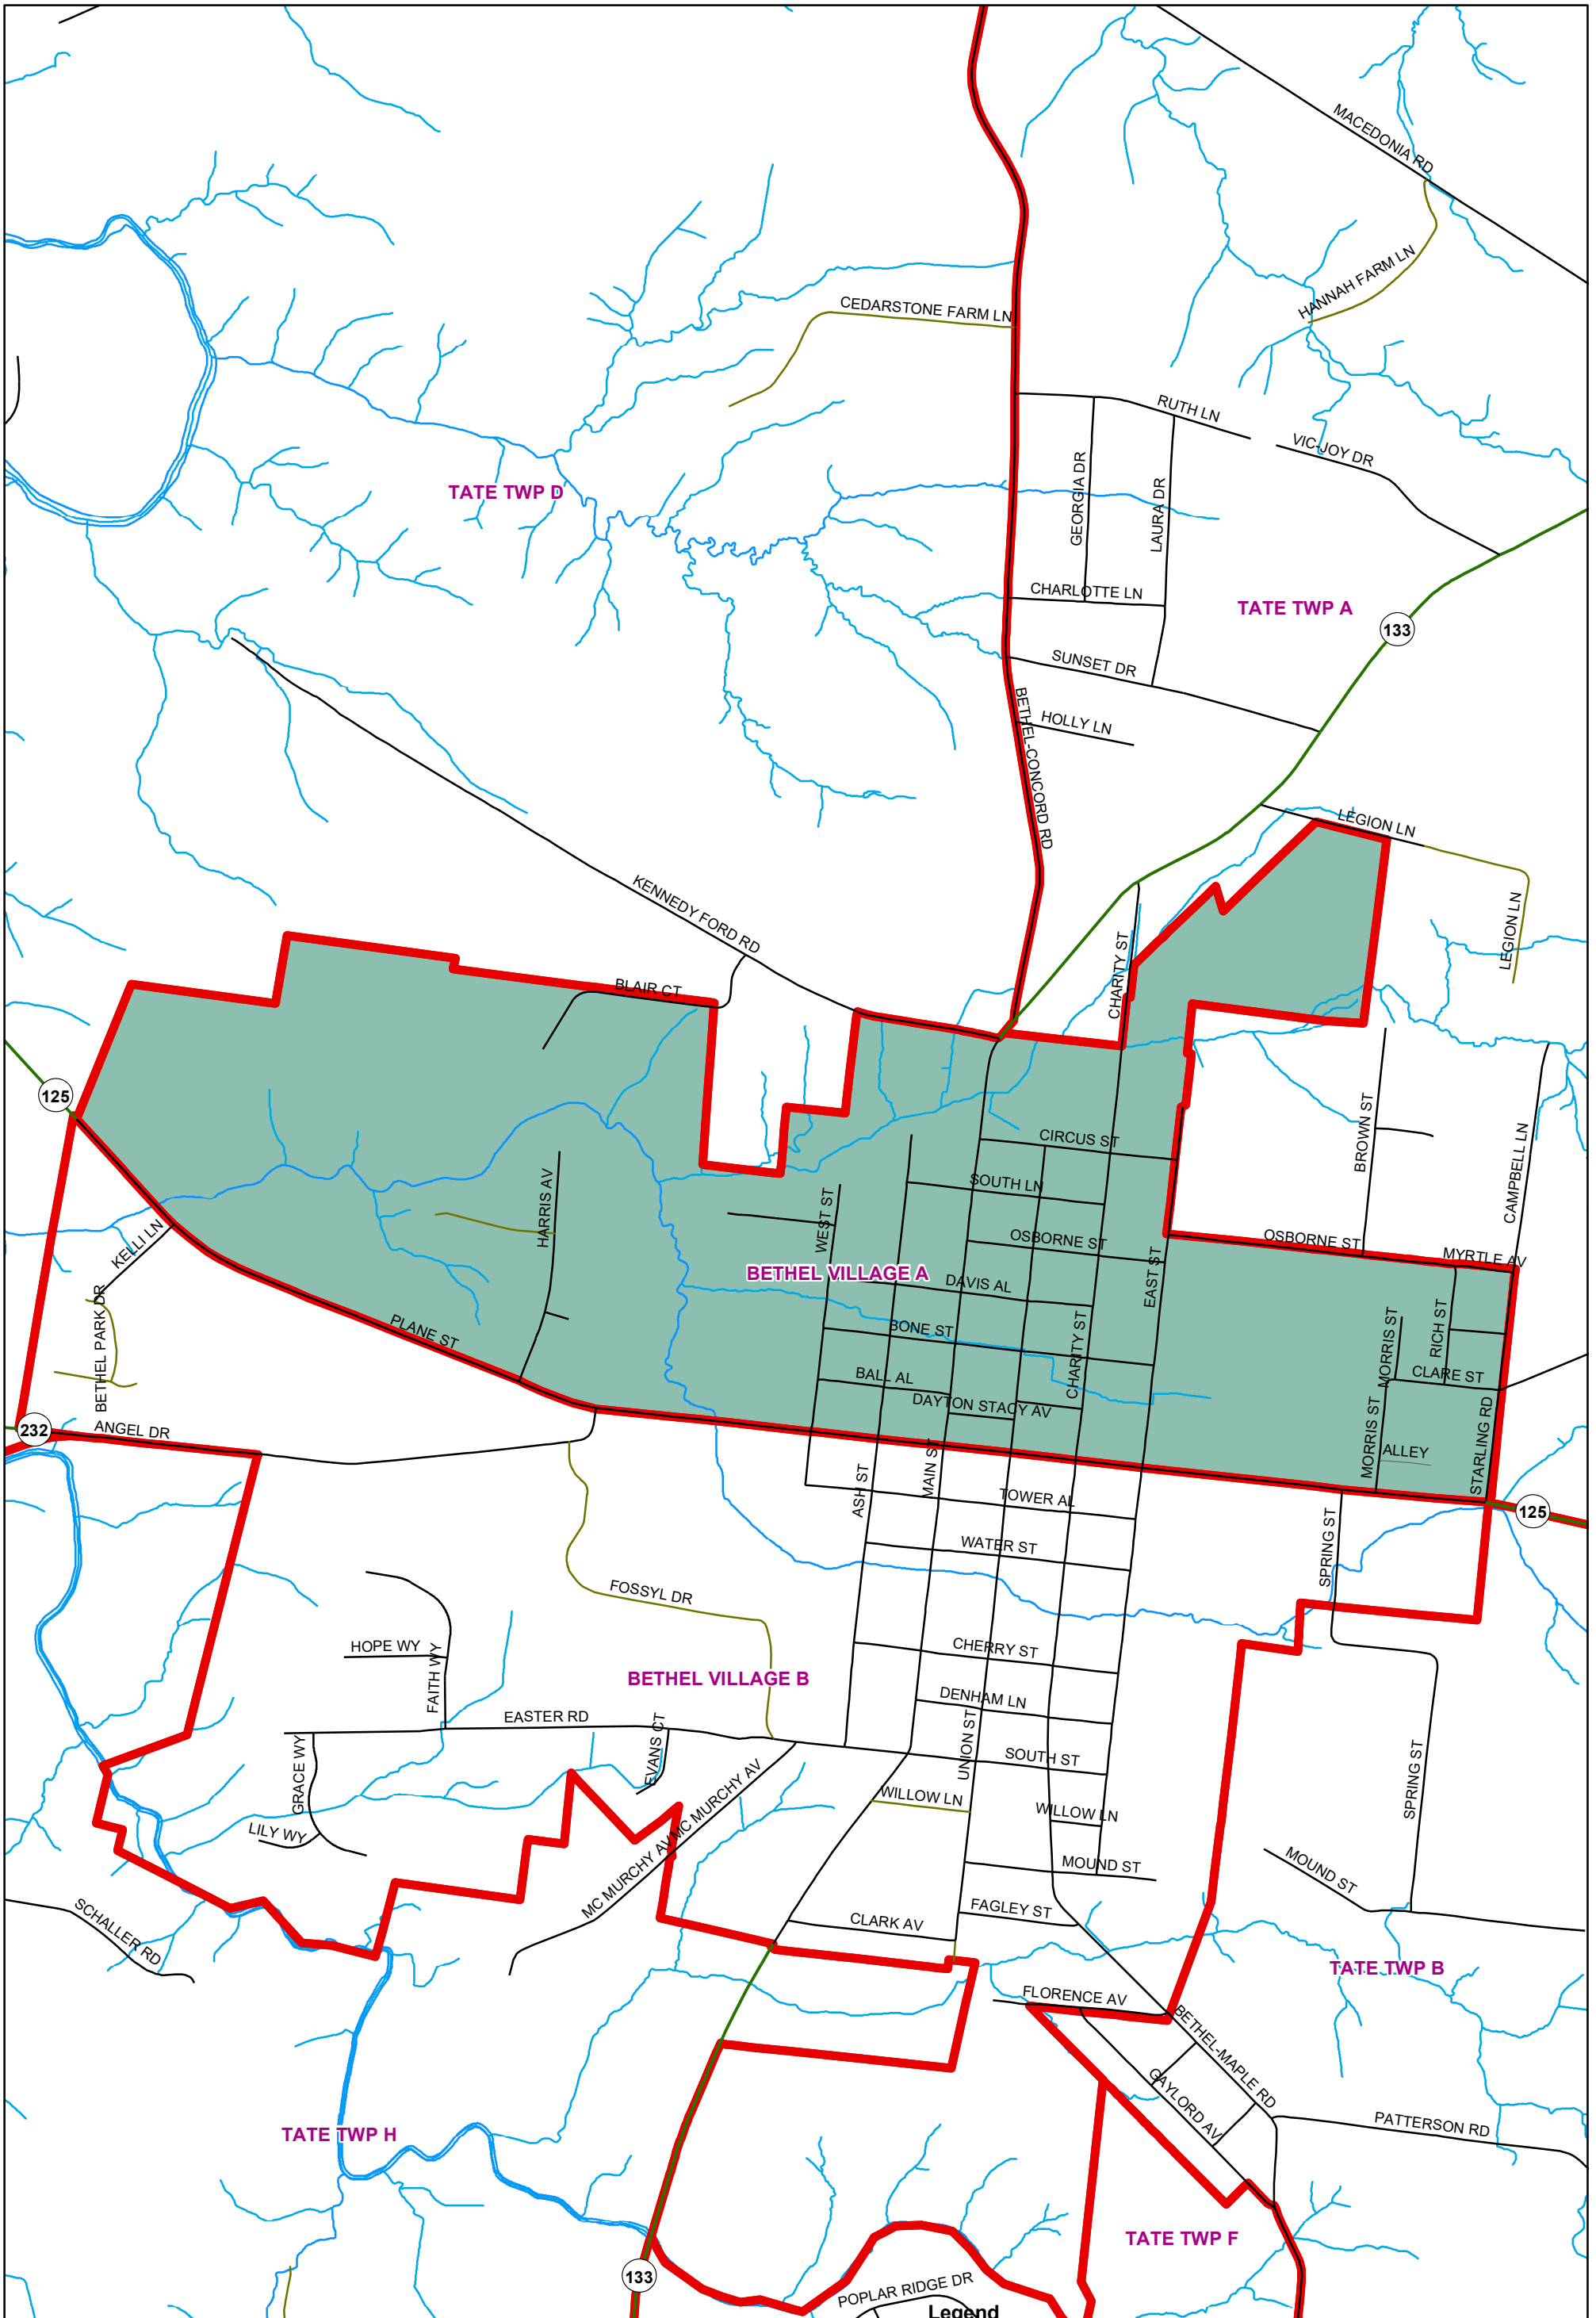 MACEDONIA RD
HANNAH FARM LN
CEDARSTONE FARM LN
RUTH LN
VIC-JOY DR
GEORGIA DR
LAURA DR
TATE TWP D
CHARLOTTE LN
TATE TWP A
133
SUNSET DR
HOLLY LN
BETHEL-CONCORD RD
LEGION LN
KENNEDY FORD RD
LEGION LN
CHARITY ST
BLAIR CT
125
BROWN ST
CIRCUS ST
CAMPBELL LN
HARRIS AV
SOUTH LN
WEST ST
KELLI LN
OSBORNE ST
OSBORNE ST
MYRTLE AV
EAST ST
BETHEL VILLAGE A
DAVIS AL
BETHEL PARK DR
PLANE ST
BONE ST
CHARITY ST
MORRIS ST
RICH ST
BALL AL
CLARE ST
DAYTON STACY AV
232
ANGEL DR
MORRIS ST
ALLEY
STARLING RD
MAIN ST
ASH ST
TOWER AL
125
WATER ST
SPRING ST
FOSSYL DR
HOPE WY
FAITH WY
CHERRY ST
BETHEL VILLAGE B
DENHAM LN
EASTER RD
EVANS CT
UNION ST
SOUTH ST
GRACE WY
MC MURCHY AV
WILLOW LN
WILLOW LN
SPRING ST
LILY WY
MC MURCHY AV
MOUND ST
MOUND ST
SCHALLER RD
CLARK AV
FAGLEY ST
TATE TWP B
FLORENCE AV
BETHEL-MAPLE RD
GAYLORD AV
PATTERSON RD
TATE TWP H
TATE TWP F
133
POPLAR RIDGE DR
Legend